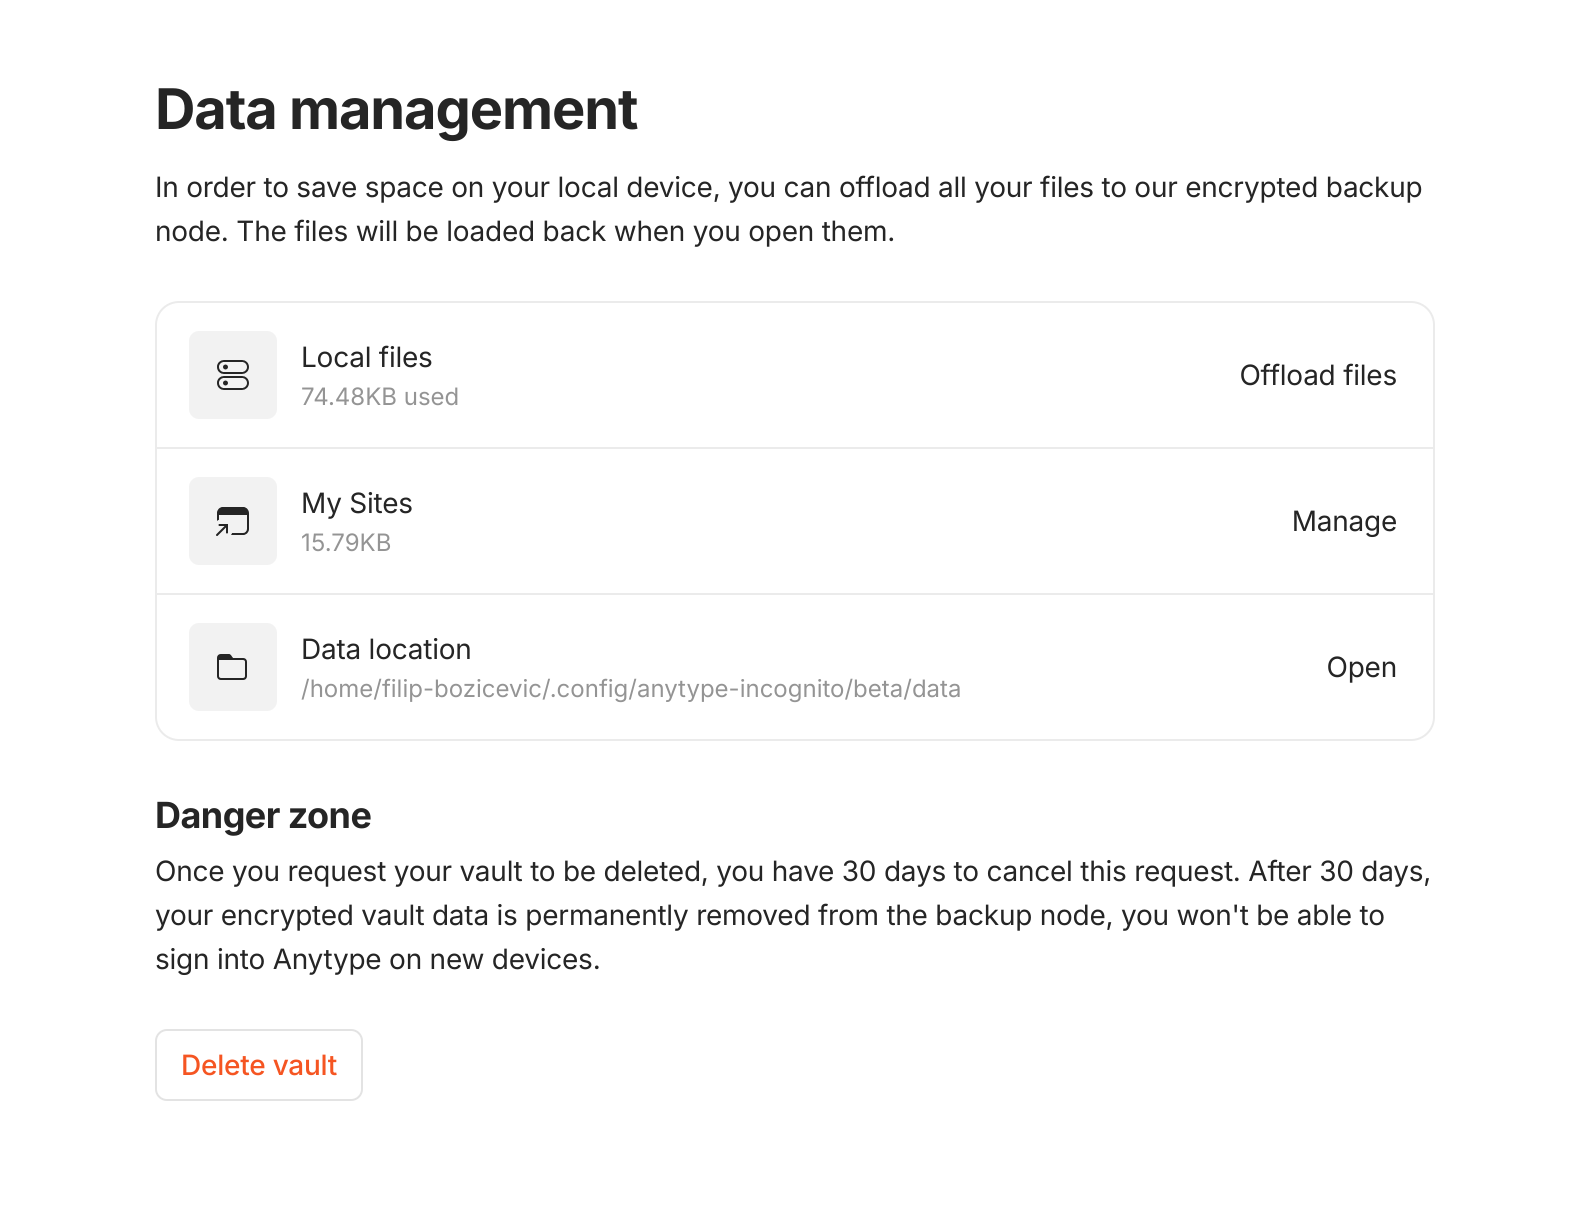 Data management
In order to save space on your local device, you can offload all your files to our encrypted backup
node. The files will be loaded back when you open them.
Local files
74.48KB used
Offload files
My Sites
15.79KB
Manage
Data location
/home/filip-bozicevic/.config/anytype-incognito/beta/data
Open
Danger zone
Once you request your vault to be deleted, you have 30 days to cancel this request. After 30 days,
your encrypted vault data is permanently removed from the backup node, you won't be able to
sign into Anytype on new devices.
Delete vault